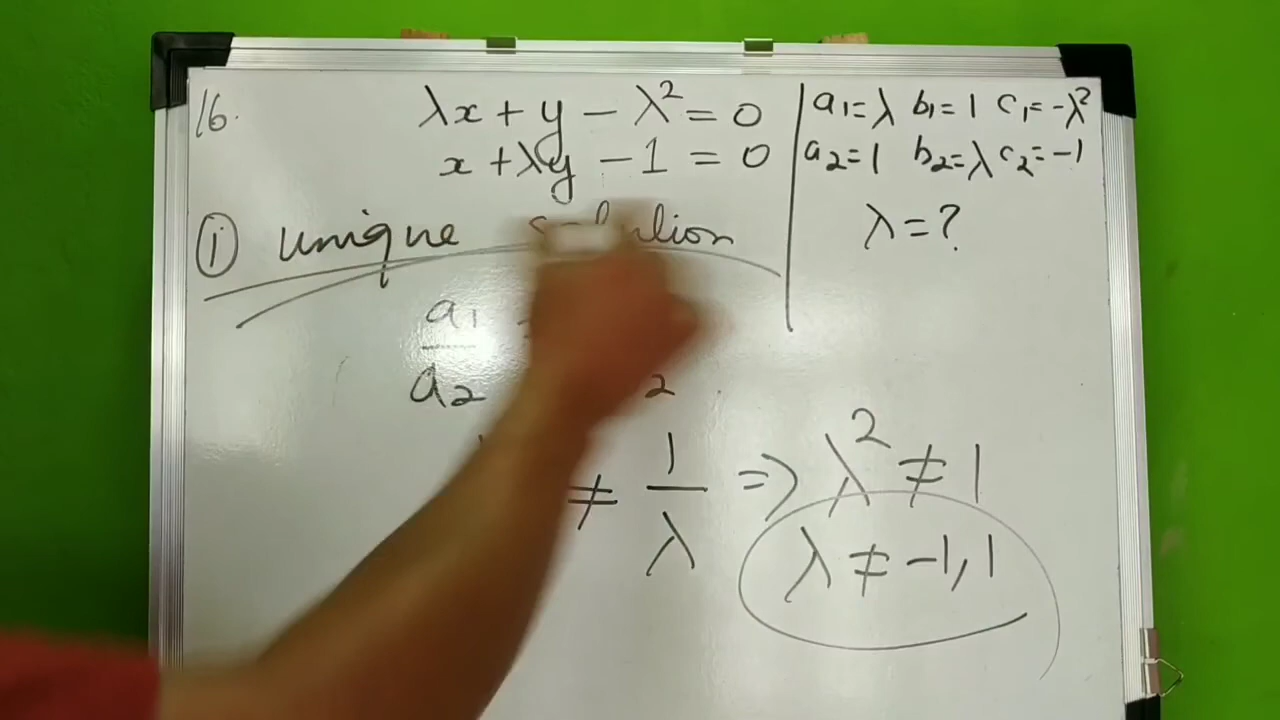 16. λx + y - λ² = 0
x + λy - 1 = 0
a₁ = λ b₁ = 1 c₁ = -λ²
a₂ = 1 b₂ = λ c₂ = -1
λ = ?
① unique
a₁
a₂ 2
≠ 1/λ ⇒ λ² ≠ 1
λ ≠ -1, 1